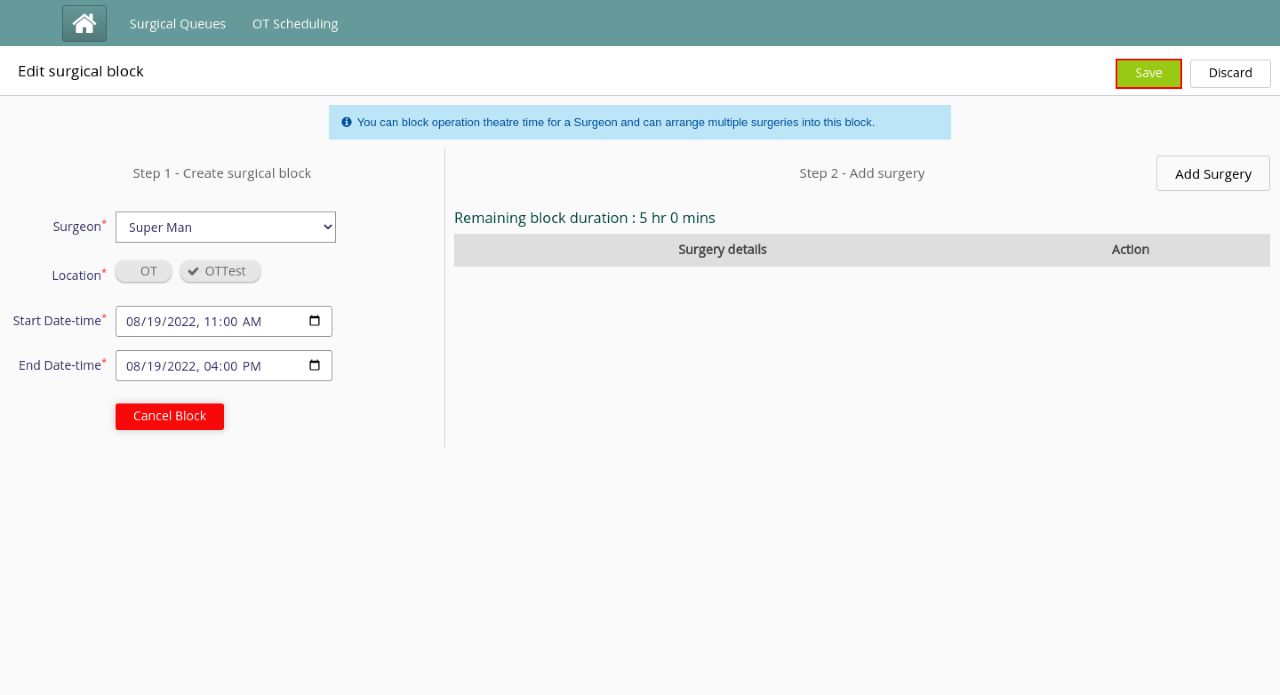 Surgical Queues OT Scheduling
Edit surgical block
Save Discard
You can block operation theatre time for a Surgeon and can arrange multiple surgeries into this block.
Step 1 - Create surgical block
Surgeon* Super Man
Location* OT OTTest
Start Date-time* 08/19/2022, 11:00 AM
End Date-time* 08/19/2022, 04:00 PM
Cancel Block
Step 2 - Add surgery
Add Surgery
Remaining block duration : 5 hr 0 mins
Surgery details Action